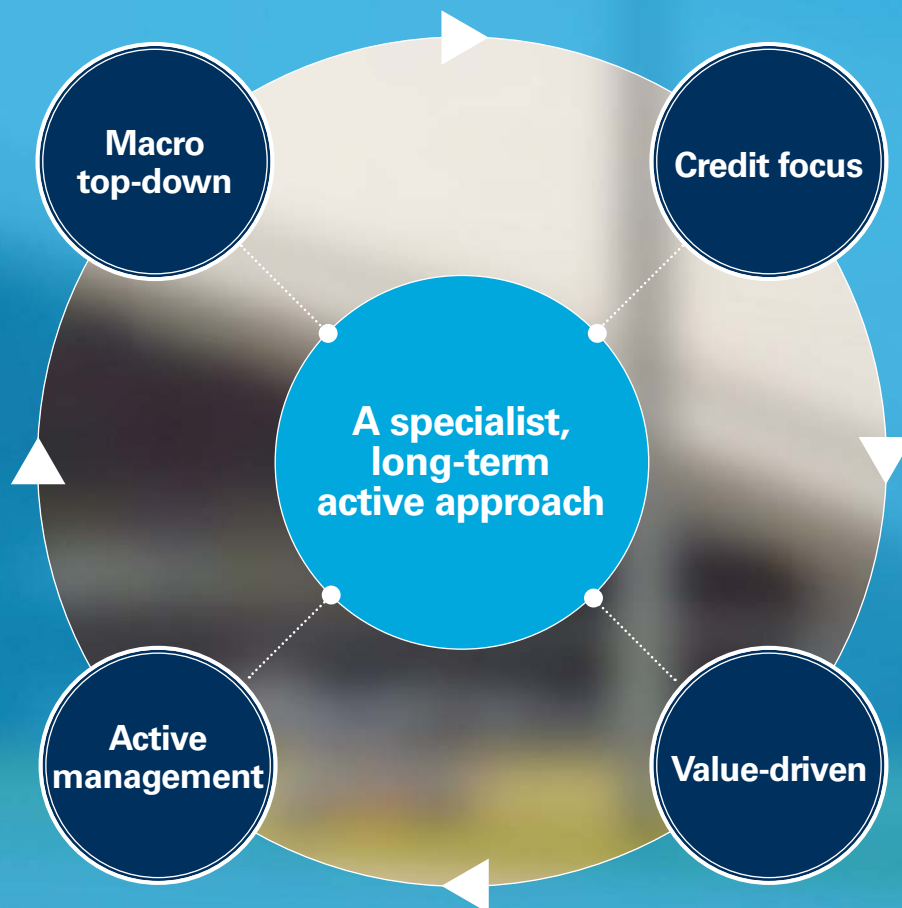 Macro
top-down
Credit focus
A specialist,
long-term
active approach
Active
management
Value-driven